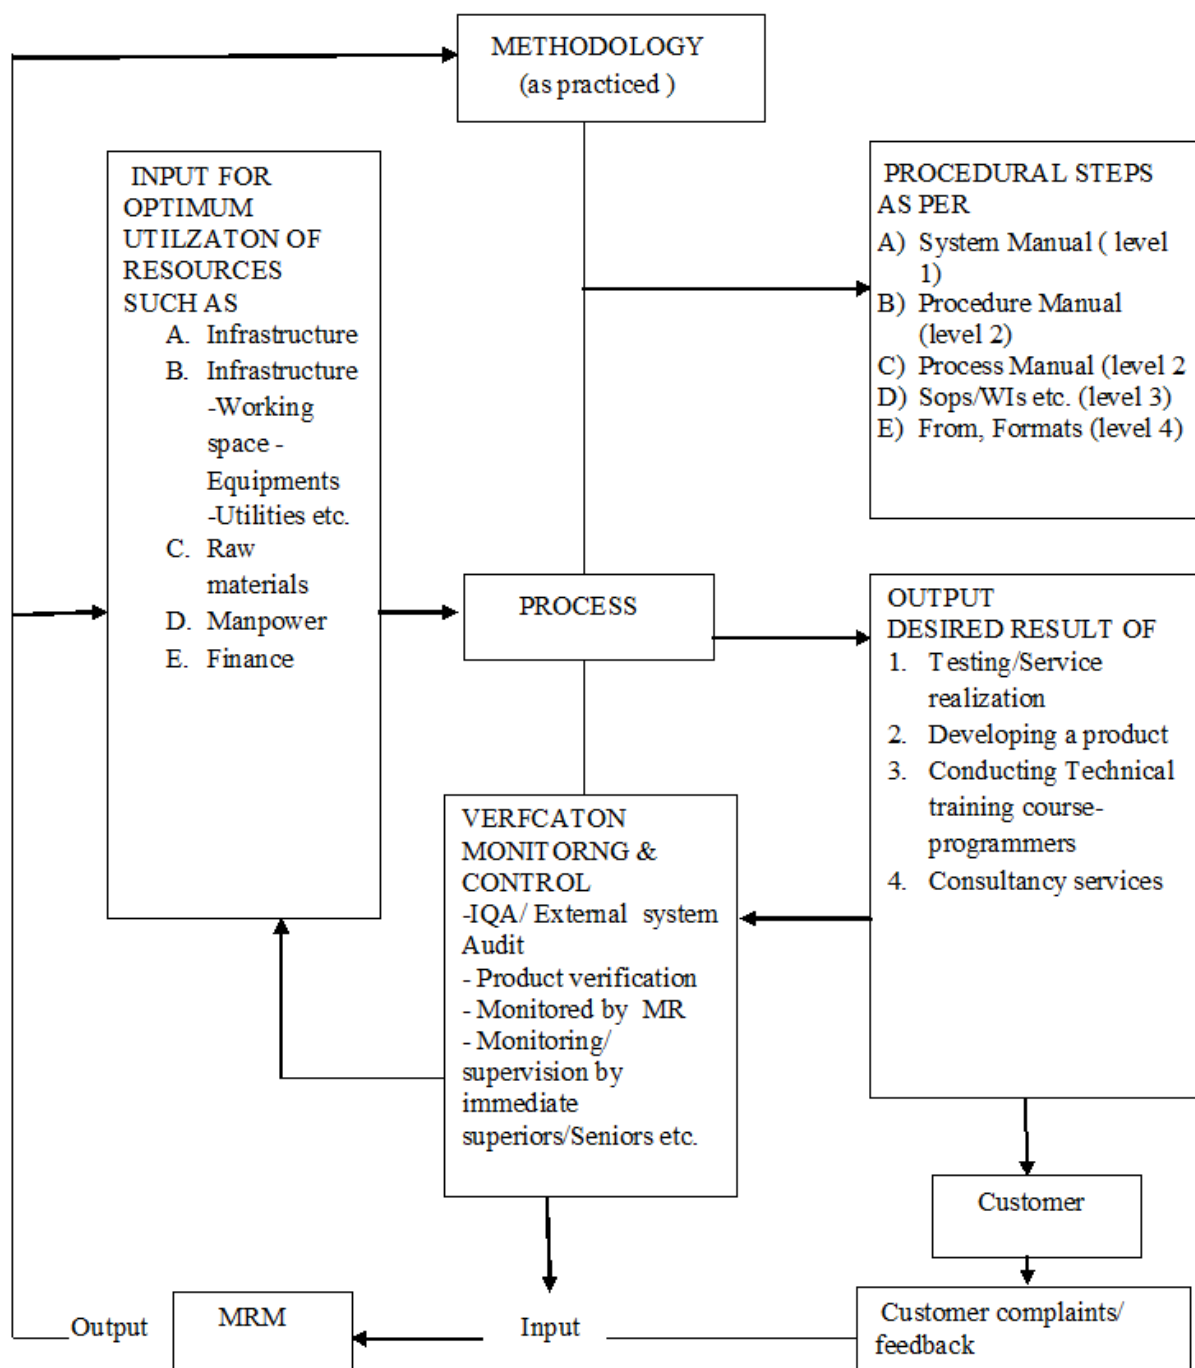 METHODOLOGY
(as practiced )
INPUT FOR
OPTIMUM
UTILZATON OF
RESOURCES
SUCH AS
A. Infrastructure
B. Infrastructure
-Working
space -
Equipments
-Utilities etc.
C. Raw
materials
D. Manpower
E. Finance
PROCEDURAL STEPS
AS PER
A) System Manual ( level
1)
B) Procedure Manual
(level 2)
C) Process Manual (level 2
D) Sops/WIs etc. (level 3)
E) From, Formats (level 4)
PROCESS
OUTPUT
DESIRED RESULT OF
1. Testing/Service
realization
2. Developing a product
3. Conducting Technical
training course-
programmers
4. Consultancy services
VERFCATON
MONITORNG &
CONTROL
-IQA/ External system
Audit
- Product verification
- Monitored by MR
- Monitoring/
supervision by
immediate
superiors/Seniors etc.
Customer
Customer complaints/
feedback
Input
MRM
Output